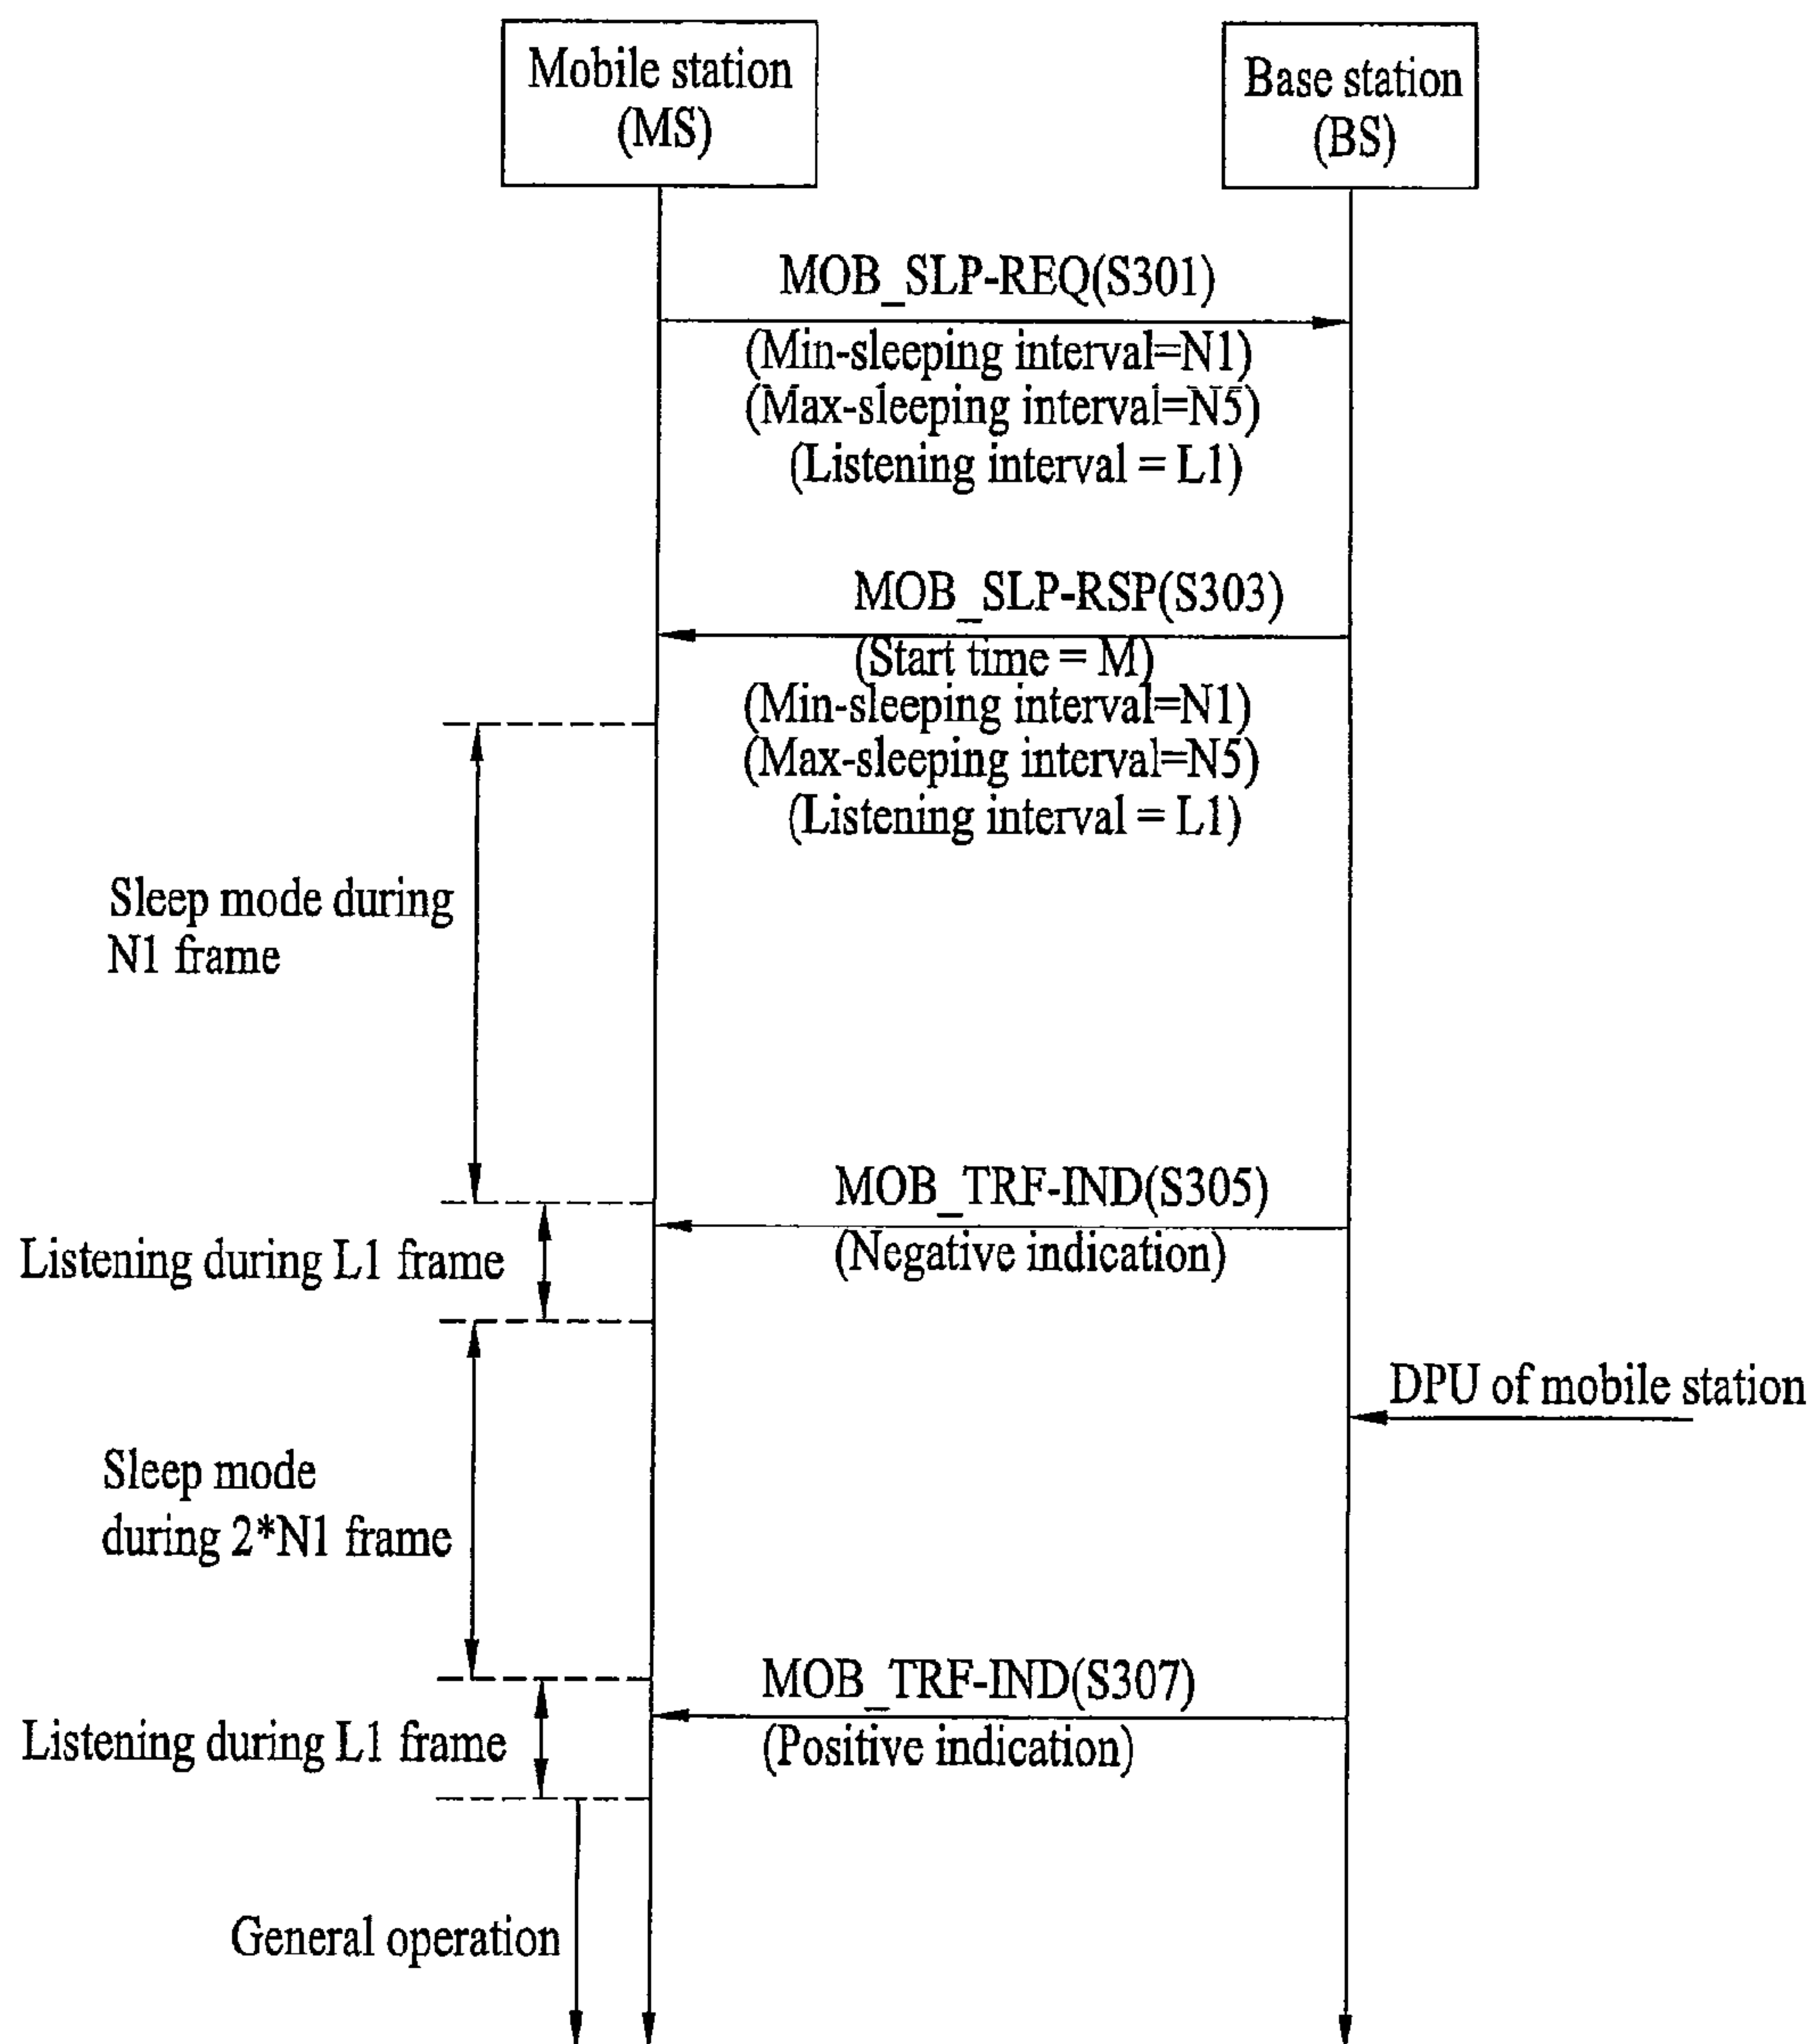 Mobile station
(MS)
Base station
(BS)
MOB_SLP-REQ(S301)
(Min-sleeping interval=N1)
(Max-sleeping interval=N5)
(Listening interval = L1)
MOB_SLP-RSP(S303)
(Start time = M)
(Min-sleeping interval=N1)
(Max-sleeping interval=N5)
(Listening interval = L1)
Sleep mode during
N1 frame
MOB_TRF-IND(S305)
(Negative indication)
Listening during L1 frame
DPU of mobile station
Sleep mode
during 2*N1 frame
MOB_TRF-IND(S307)
(Positive indication)
Listening during L1 frame
General operation